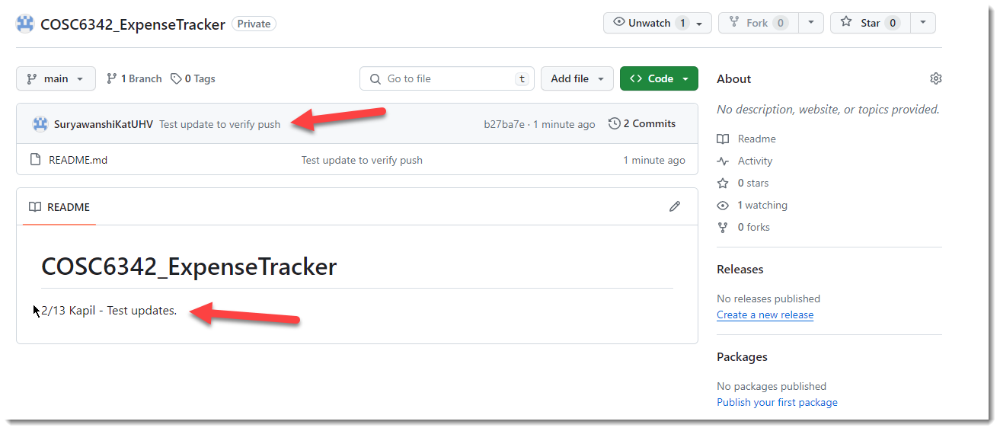 COSC6342_ExpenseTracker Private Unwatch 1 Fork 0 Star 0
main 1 Branch 0 Tags Go to file t Add file Code
SuryawanshiKatUHV Test update to verify push b27ba7e · 1 minute ago 2 Commits
README.md Test update to verify push 1 minute ago
README
COSC6342_ExpenseTracker
2/13 Kapil - Test updates.
About
No description, website, or topics provided.
Readme
Activity
0 stars
1 watching
0 forks
Releases
No releases published
Create a new release
Packages
No packages published
Publish your first package